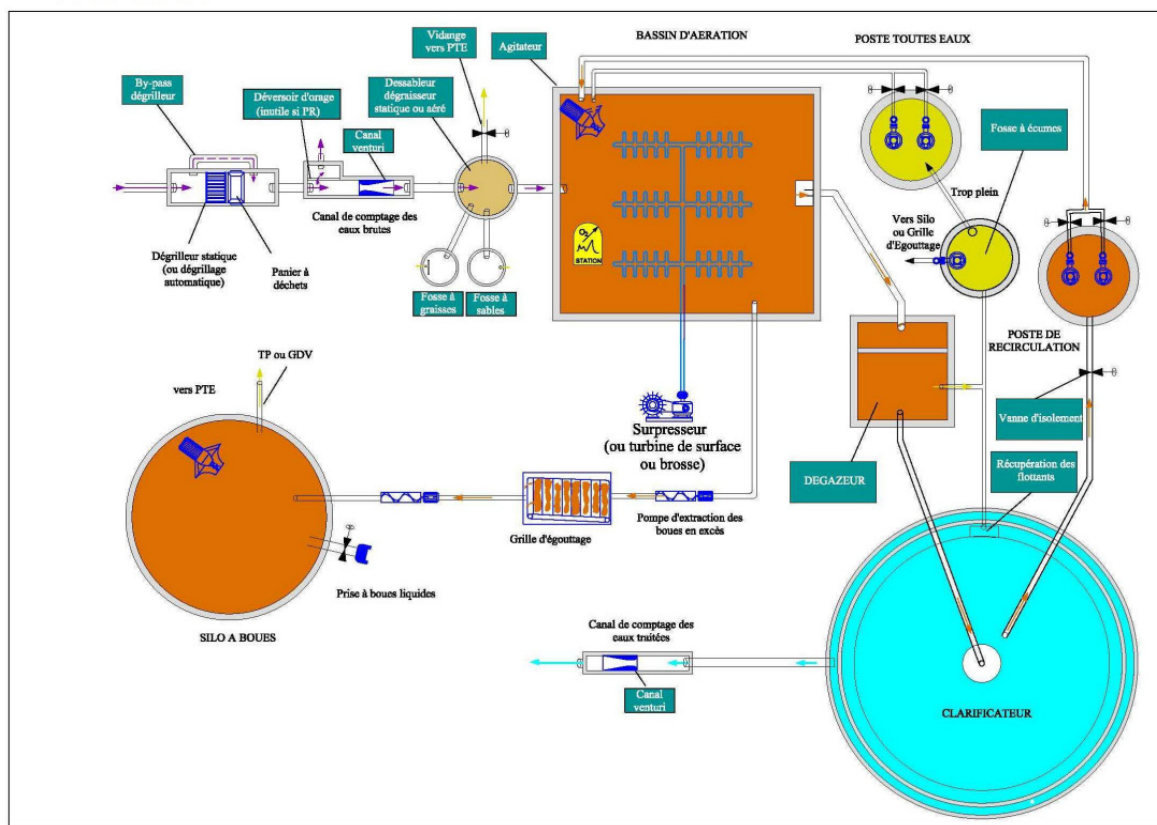 BASSIN D'AERATION
POSTE TOUTES EAUX
Vidange
vers PTE
Agitateur
By-pass
dégrilleur
Déversoir d'orage
(inutile si PR)
Dessableur
dégraisseur
statique ou aéré
Canal
venturi
Fosse à écumes
Trop plein
Canal de comptage des
eaux brutes
Vers Silo
ou Grille
d'Egouttage
Dégrilleur statique
(ou dégrillage
automatique)
Panier à
déchets
O2
STATION
Fosse à
graisses
Fosse à
sables
POSTE DE
RECIRCULATION
TP ou GDV
vers PTE
Surpresseur
(ou turbine de surface
ou brosse)
Vanne d'isolement
DEGAZEUR
Récupération des
flottants
Grille d'égouttage
Pompe d'extraction des
boues en excès
Prise à boues liquides
SILO A BOUES
Canal de comptage des
eaux traitées
Canal
venturi
CLARIFICATEUR